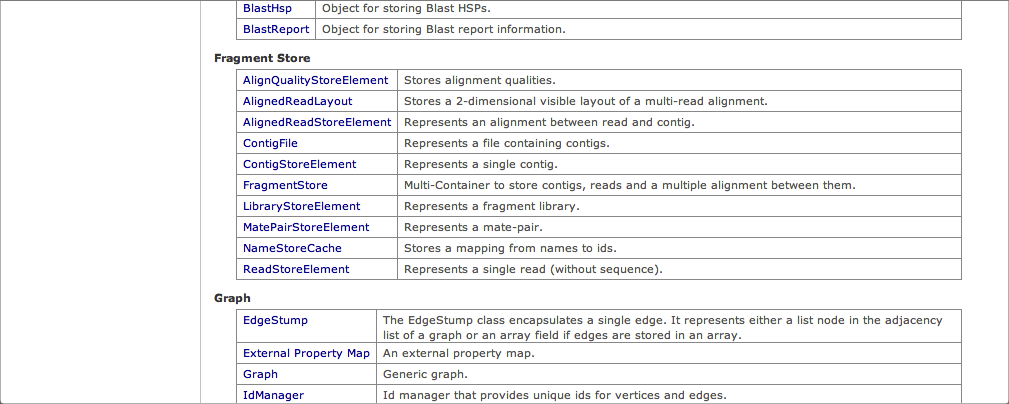 BlastHsp Object for storing Blast HSPs.
BlastReport Object for storing Blast report information.
Fragment Store
AlignQualityStoreElement Stores alignment qualities.
AlignedReadLayout Stores a 2-dimensional visible layout of a multi-read alignment.
AlignedReadStoreElement Represents an alignment between read and contig.
ContigFile Represents a file containing contigs.
ContigStoreElement Represents a single contig.
FragmentStore Multi-Container to store contigs, reads and a multiple alignment between them.
LibraryStoreElement Represents a fragment library.
MatePairStoreElement Represents a mate-pair.
NameStoreCache Stores a mapping from names to ids.
ReadStoreElement Represents a single read (without sequence).
Graph
EdgeStump The EdgeStump class encapsulates a single edge. It represents either a list node in the adjacency
list of a graph or an array field if edges are stored in an array.
External Property Map An external property map.
Graph Generic graph.
IdManager Id manager that provides unique ids for vertices and edges.